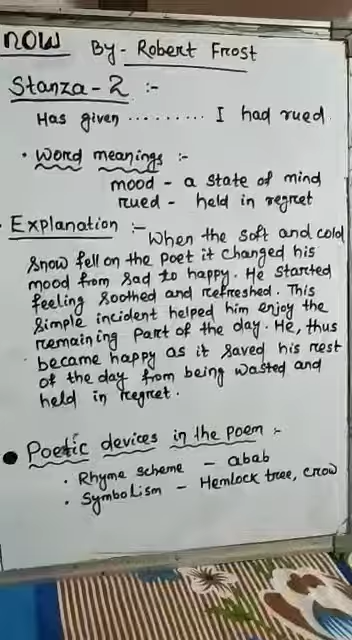 NOW By- Robert Frost
Stanza-2 :-
Has given ......... I had rued
• Word meanings :-
mood - a state of mind
rued - held in regret
• Explanation :- When the soft and cold
snow fell on the poet it changed his
mood from sad to happy. He started
feeling soothed and refreshed. This
simple incident helped him enjoy the
remaining part of the day. He, thus
became happy as it saved his rest
of the day from being wasted and
held in regret.
• Poetic devices in the poem :-
• Rhyme scheme - abab
• Symbolism - Hemlock tree, crow